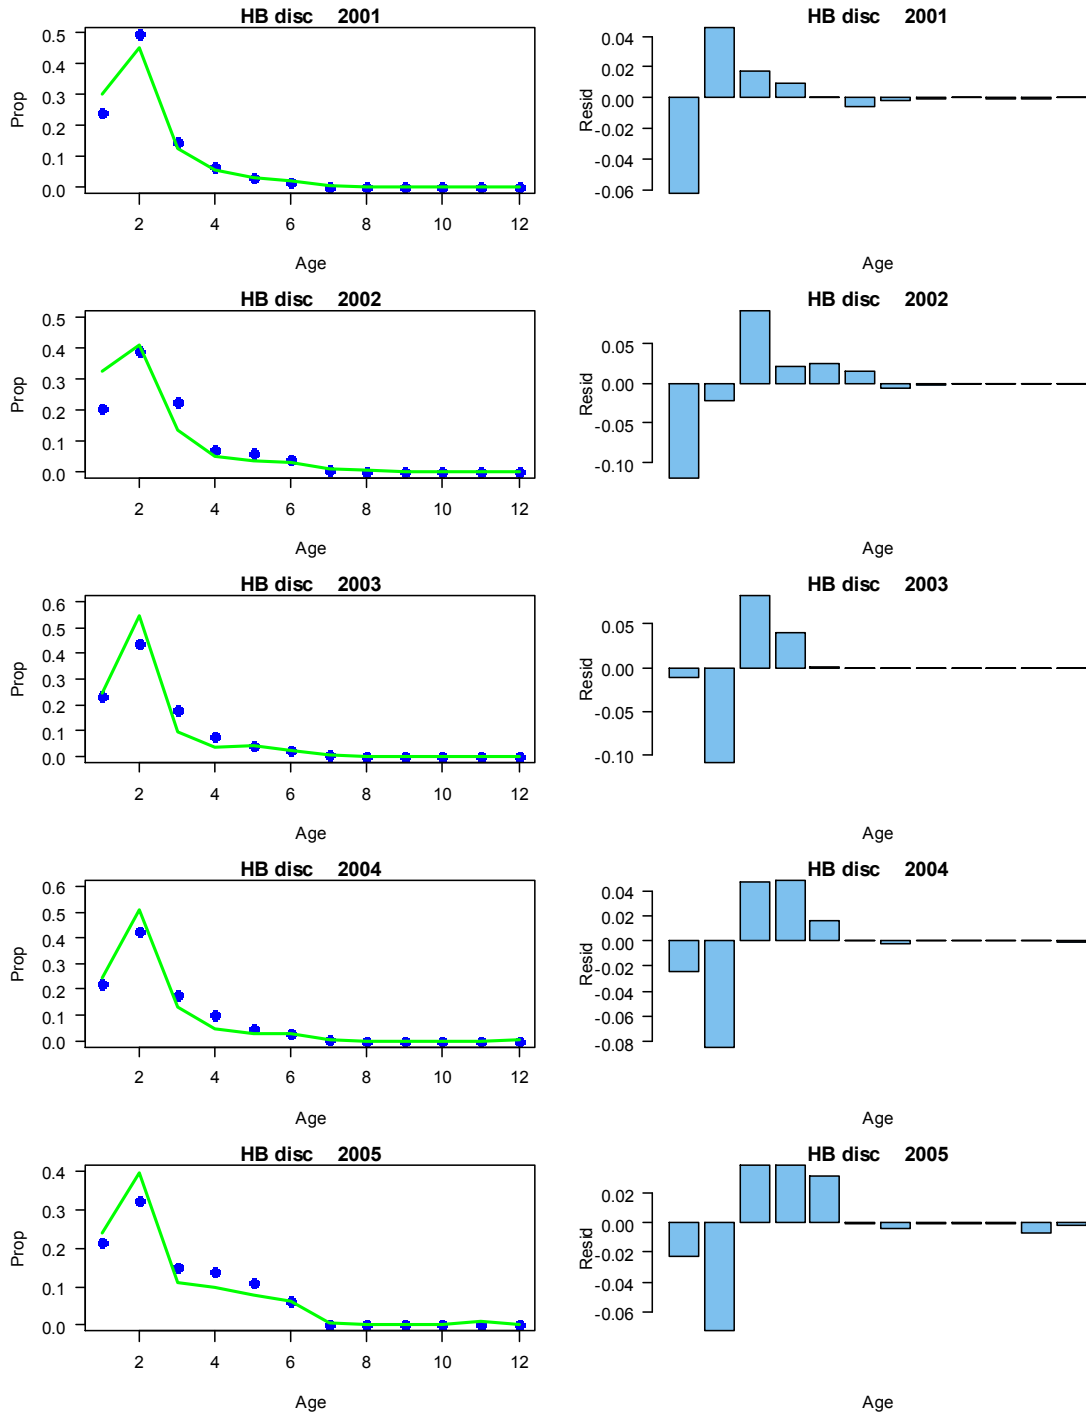 HB disc 2001
0.5
0.4
0.3
0.2
0.1
0.0
Prop
2 4 6 8 10 12
Age
HB disc 2001
0.04
0.02
0.00
-0.02
-0.04
-0.06
Resid
Age
HB disc 2002
0.5
0.4
0.3
0.2
0.1
0.0
Prop
2 4 6 8 10 12
Age
HB disc 2002
0.05
0.00
-0.05
-0.10
Resid
Age
HB disc 2003
0.6
0.5
0.4
0.3
0.2
0.1
0.0
Prop
2 4 6 8 10 12
Age
HB disc 2003
0.05
0.00
-0.05
-0.10
Resid
Age
HB disc 2004
0.6
0.5
0.4
0.3
0.2
0.1
0.0
Prop
2 4 6 8 10 12
Age
HB disc 2004
0.04
0.02
0.00
-0.02
-0.04
-0.06
-0.08
Resid
Age
HB disc 2005
0.4
0.3
0.2
0.1
0.0
Prop
2 4 6 8 10 12
Age
HB disc 2005
0.02
0.00
-0.02
-0.04
-0.06
Resid
Age